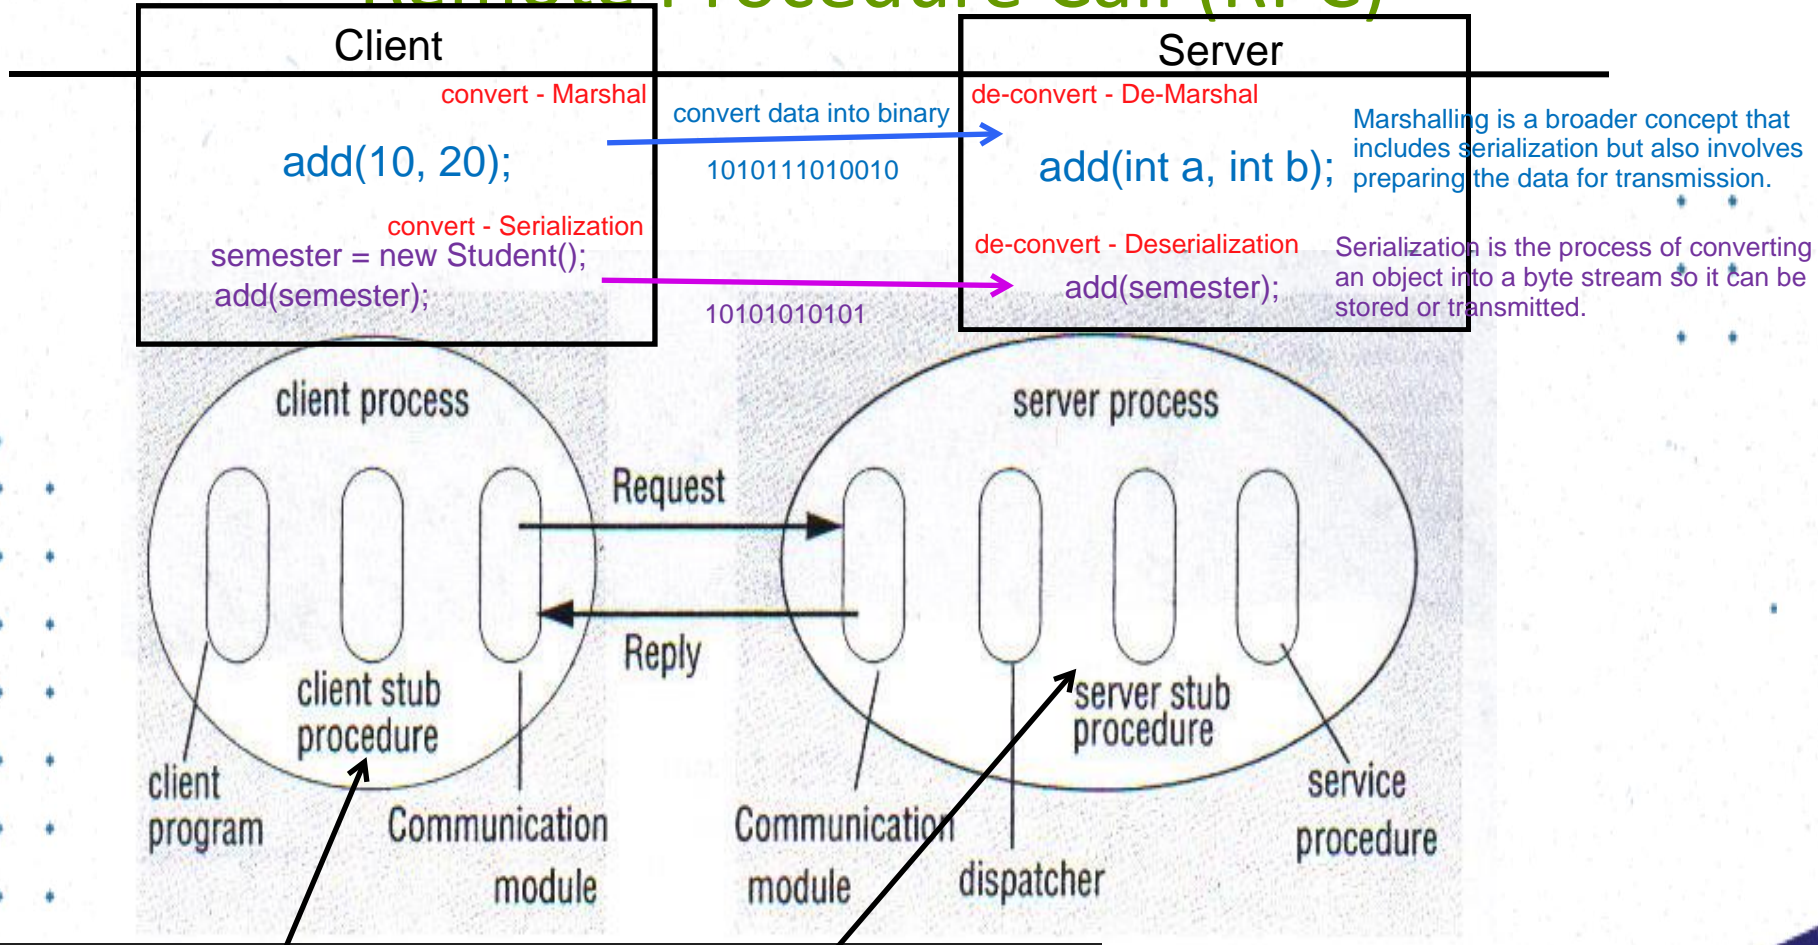 Remote Procedure Call (RPC)
Client
Server
convert - Marshal
convert data into binary
de-convert - De-Marshal
add(10, 20);
1010111010010
add(int a, int b);
Marshalling is a broader concept that
includes serialization but also involves
preparing the data for transmission.
convert - Serialization
semester = new Student();
add(semester);
10101010101
de-convert - Deserialization
add(semester);
Serialization is the process of converting
an object into a byte stream so it can be
stored or transmitted.
client process
server process
Request
Reply
client stub
procedure
server stub
procedure
client
program
Communication
module
Communication
module
dispatcher
service
procedure